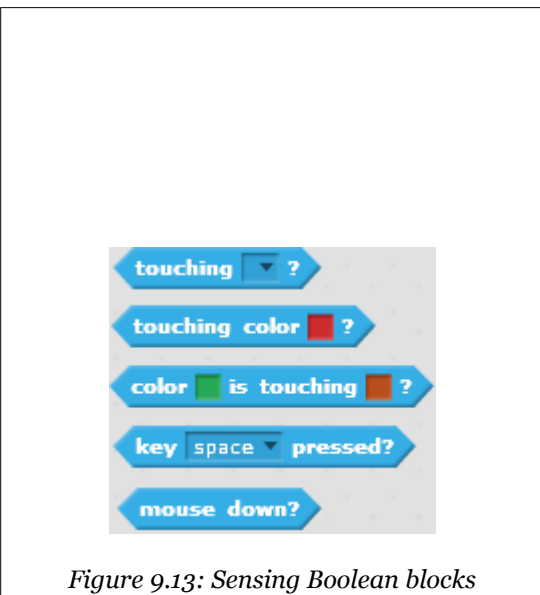 touching ?
touching color ?
color is touching ?
key space pressed?
mouse down?
Figure 9.13: Sensing Boolean blocks